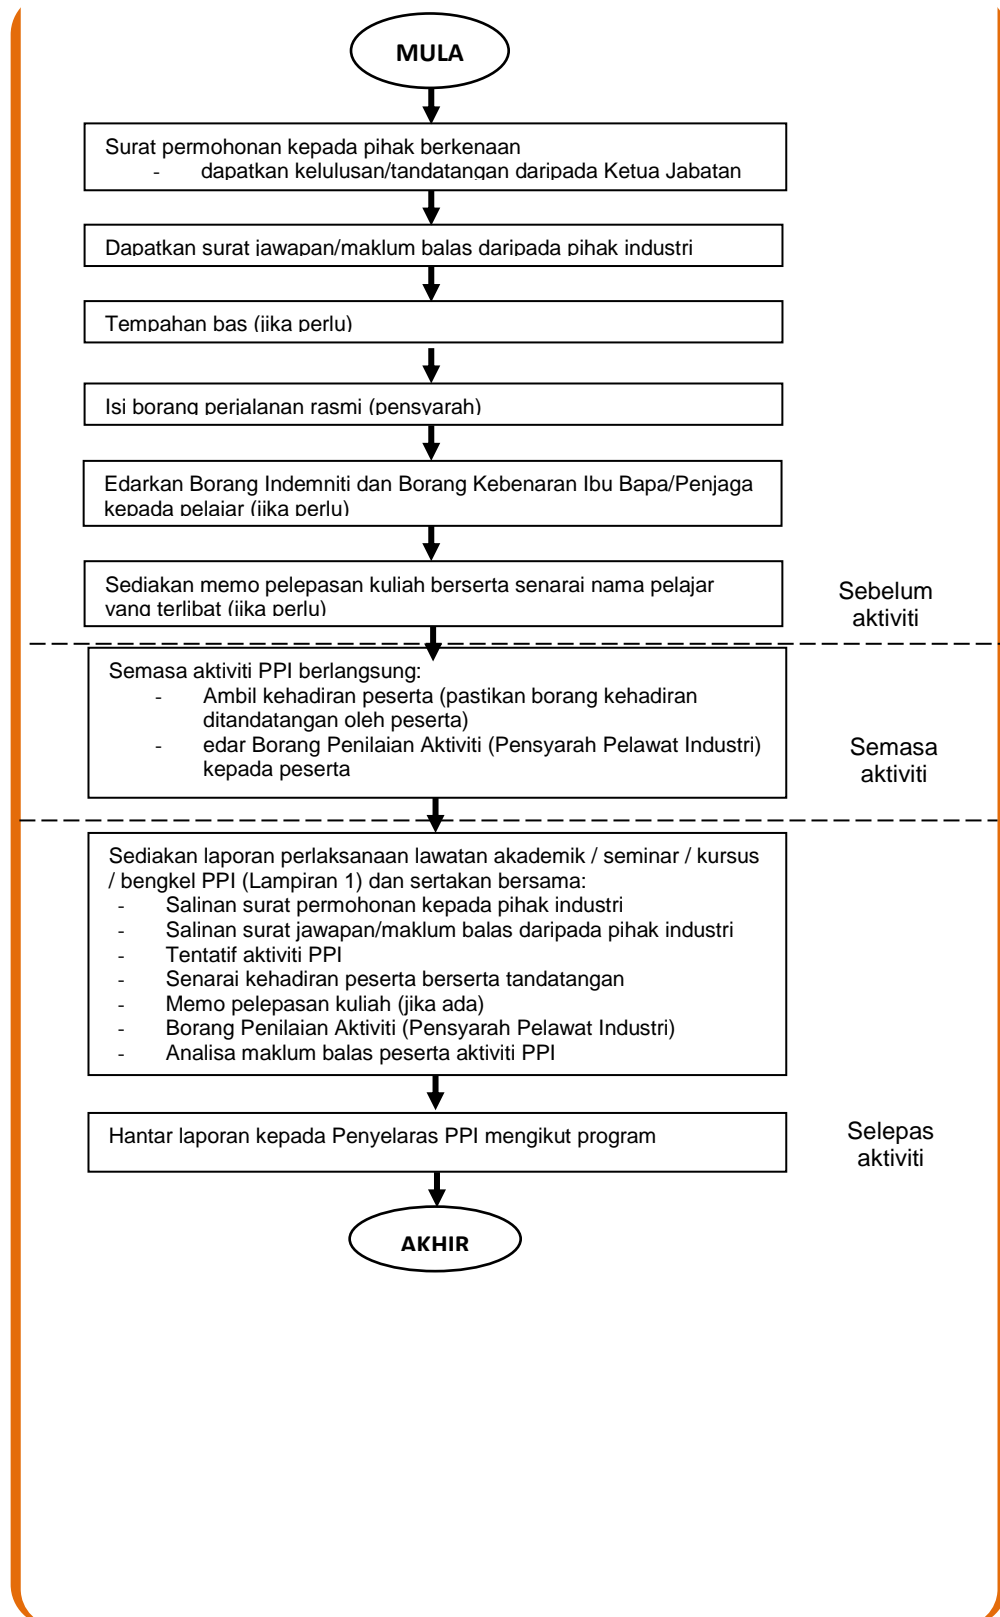 MULA
Surat permohonan kepada pihak berkenaan
- dapatkan kelulusan/tandatangan daripada Ketua Jabatan
Dapatkan surat jawapan/maklum balas daripada pihak industri
Tempahan bas (jika perlu)
Isi borang perjalanan rasmi (pensyarah)
Edarkan Borang Indemniti dan Borang Kebenaran Ibu Bapa/Penjaga
kepada pelajar (jika perlu)
Sediakan memo pelepasan kuliah berserta senarai nama pelajar
yang terlibat (jika perlu)
Sebelum
aktiviti
Semasa aktiviti PPI berlangsung:
- Ambil kehadiran peserta (pastikan borang kehadiran
ditandatangan oleh peserta)
- edar Borang Penilaian Aktiviti (Pensyarah Pelawat Industri)
kepada peserta
Semasa
aktiviti
Sediakan laporan perlaksanaan lawatan akademik / seminar / kursus
/ bengkel PPI (Lampiran 1) dan sertakan bersama:
- Salinan surat permohonan kepada pihak industri
- Salinan surat jawapan/maklum balas daripada pihak industri
- Tentatif aktiviti PPI
- Senarai kehadiran peserta berserta tandatangan
- Memo pelepasan kuliah (jika ada)
- Borang Penilaian Aktiviti (Pensyarah Pelawat Industri)
- Analisa maklum balas peserta aktiviti PPI
Hantar laporan kepada Penyelaras PPI mengikut program
Selepas
aktiviti
AKHIR